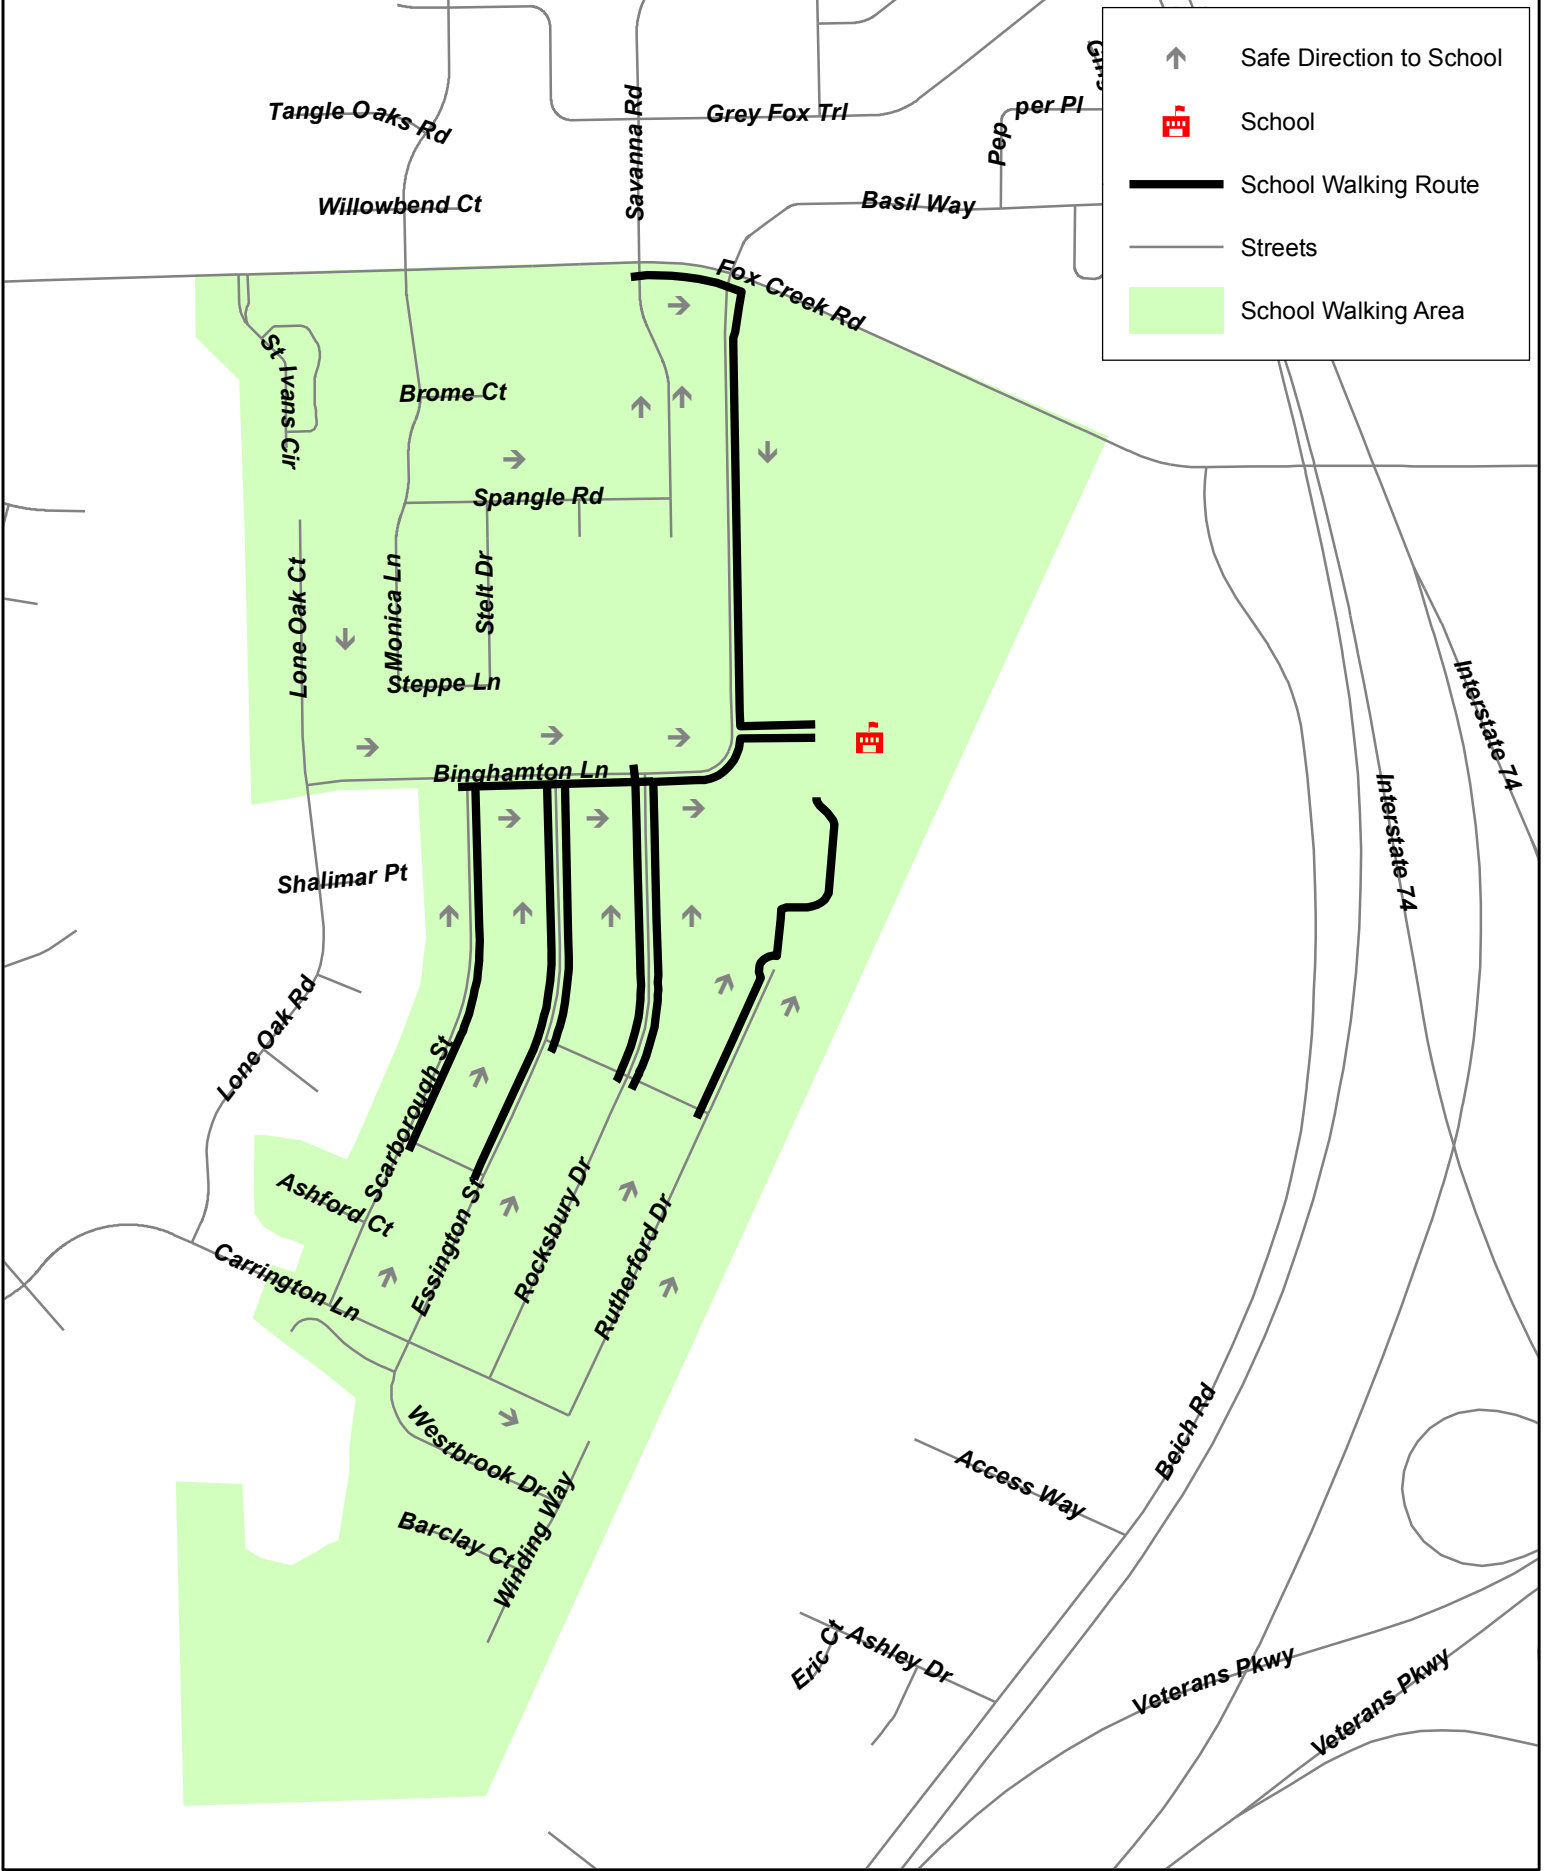 Safe Direction to School
School
School Walking Route
Streets
School Walking Area
Tangle Oaks Rd
Savanna Rd
Grey Fox Trl
Pep
per Pl
Willowbend Ct
Basil Way
Fox Creek Rd
St Ivans Cir
Brome Ct
Spangle Rd
Lone Oak Ct
Monica Ln
Stelt Dr
Steppe Ln
Interstate 74
Interstate 74
Binghamton Ln
Shalimar Pt
Lone Oak Rd
Scarborough St
Ashford Ct
Essington St
Rocksbury Dr
Rutherford Dr
Carrington Ln
Westbrook Dr
Barclay Ct
Winding Way
Beich Rd
Access Way
Eric Ct
Ashley Dr
Veterans Pkwy
Veterans Pkwy